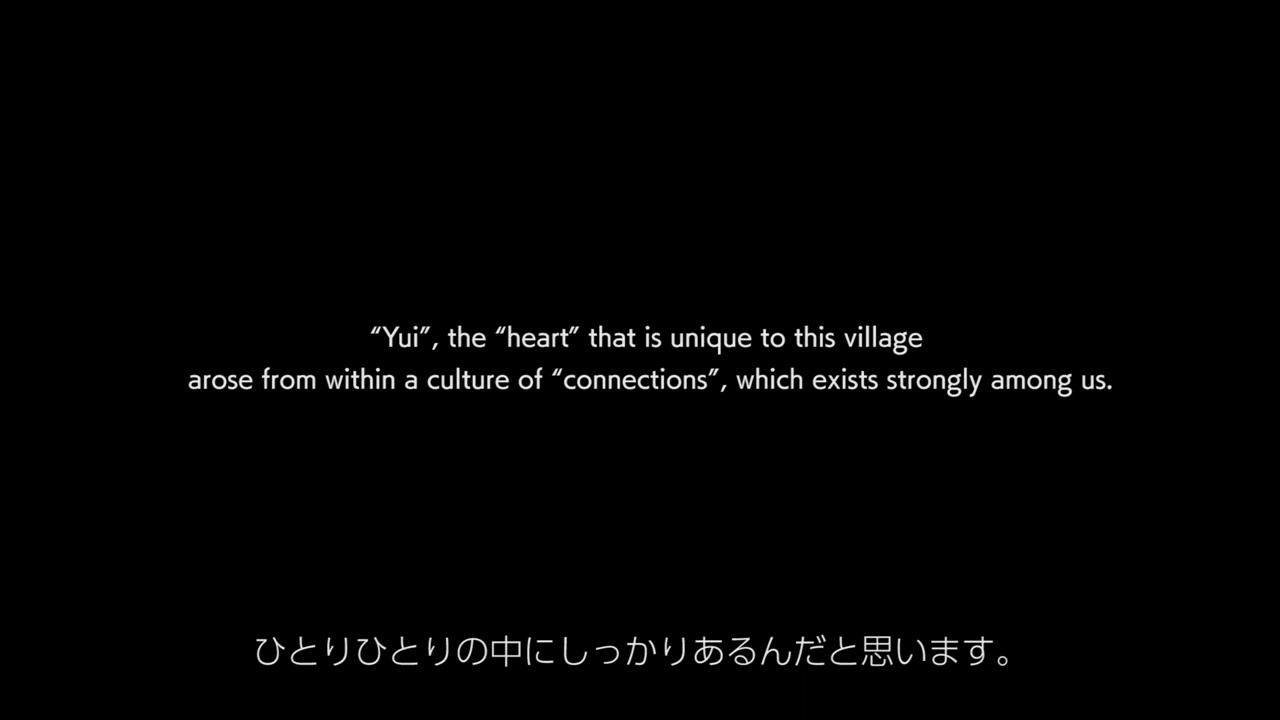 “Yui”, the “heart” that is unique to this village
arose from within a culture of “connections”, which exists strongly among us.
ひとりひとりの中にしっかりあるんだと思います。